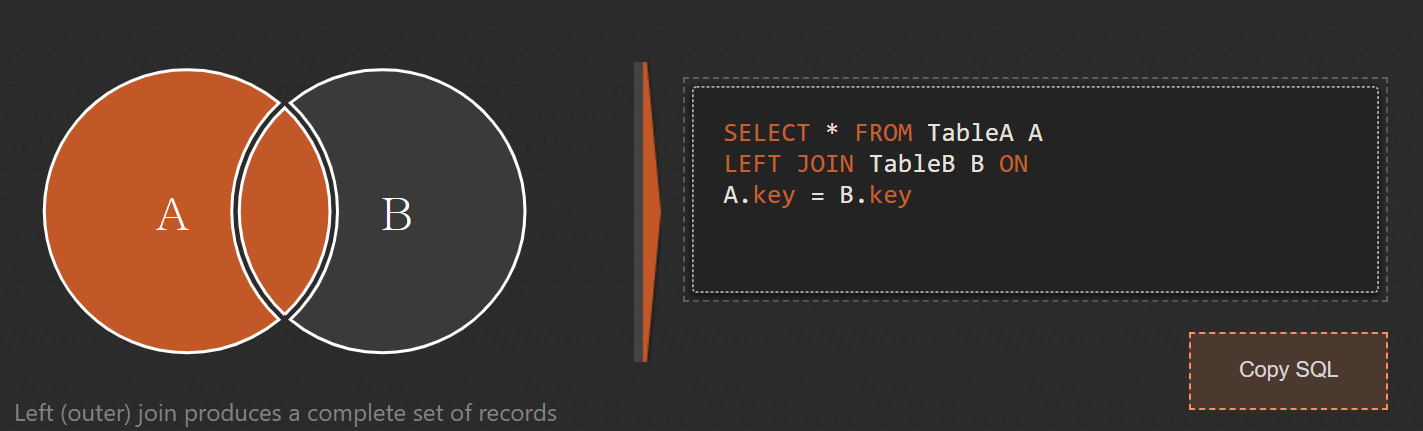 A
B
SELECT * FROM TableA A
LEFT JOIN TableB B ON
A.key = B.key
Copy SQL
Left (outer) join produces a complete set of records